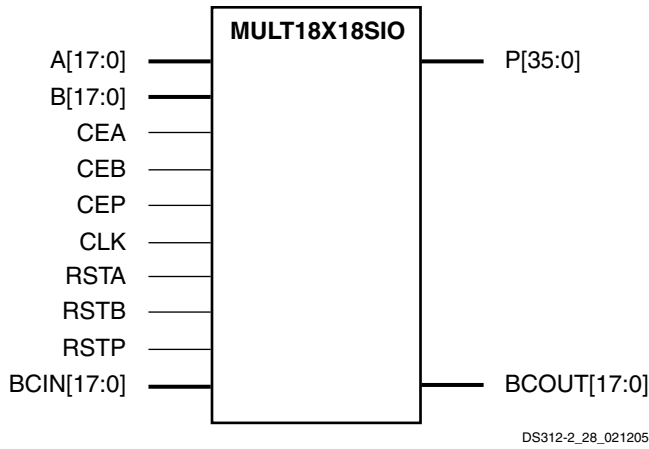 MULT18X18SIO
A[17:0]
P[35:0]
B[17:0]
CEA
CEB
CEP
CLK
RSTA
RSTB
RSTP
BCIN[17:0]
BCOUT[17:0]
DS312-2_28_021205